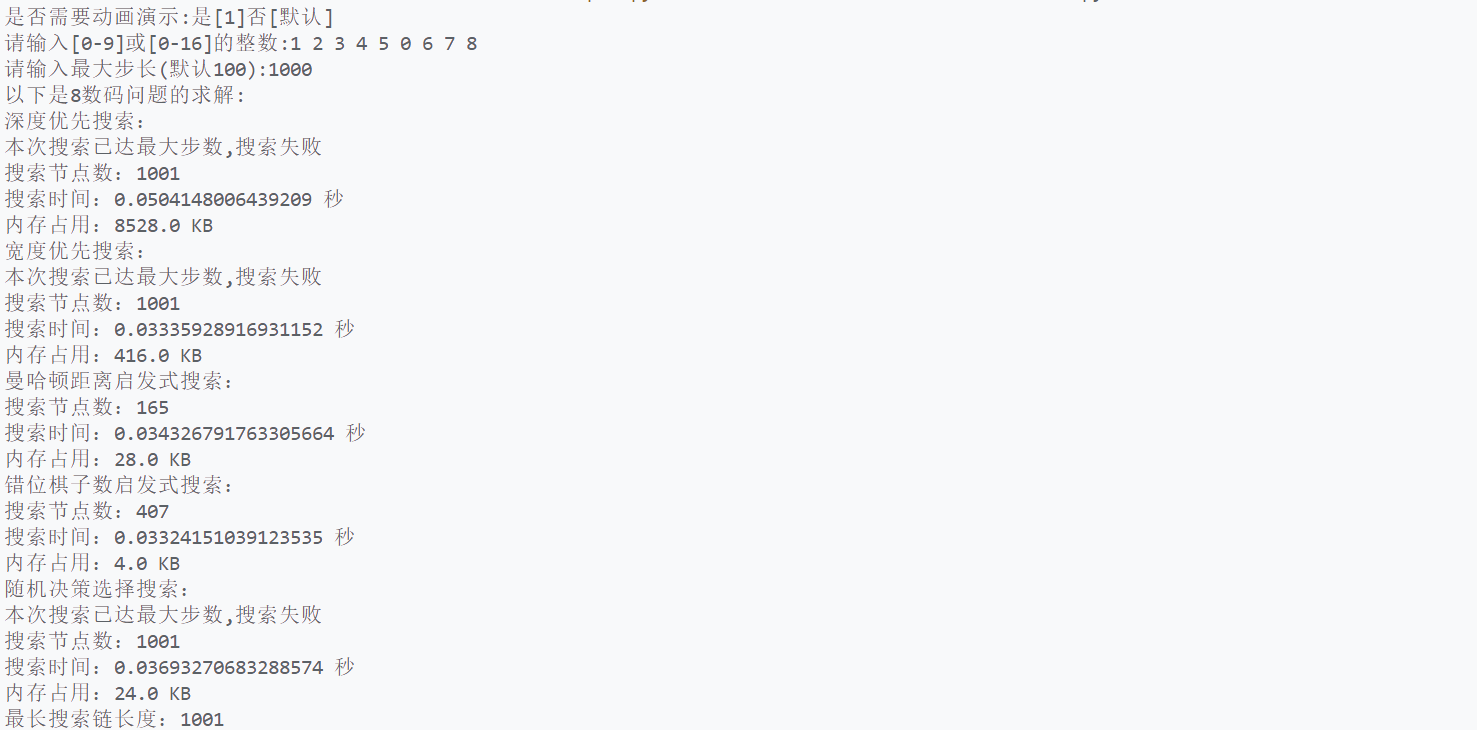 是否需要动画演示:是[1]否[默认]
请输入[0-9]或[0-16]的整数:1 2 3 4 5 0 6 7 8
请输入最大步长(默认100):1000
以下是8数码问题的求解:
深度优先搜索:
本次搜索已达最大步数,搜索失败
搜索节点数: 1001
搜索时间: 0.0504148006439209 秒
内存占用: 8528.0 KB
宽度优先搜索:
本次搜索已达最大步数,搜索失败
搜索节点数: 1001
搜索时间: 0.03335928916931152 秒
内存占用: 416.0 KB
曼哈顿距离启发式搜索:
搜索节点数: 165
搜索时间: 0.034326791763305664 秒
内存占用: 28.0 KB
错位棋子数启发式搜索:
搜索节点数: 407
搜索时间: 0.03324151039123535 秒
内存占用: 4.0 KB
随机决策选择搜索:
本次搜索已达最大步数,搜索失败
搜索节点数: 1001
搜索时间: 0.03693270683288574 秒
内存占用: 24.0 KB
最长搜索链长度: 1001